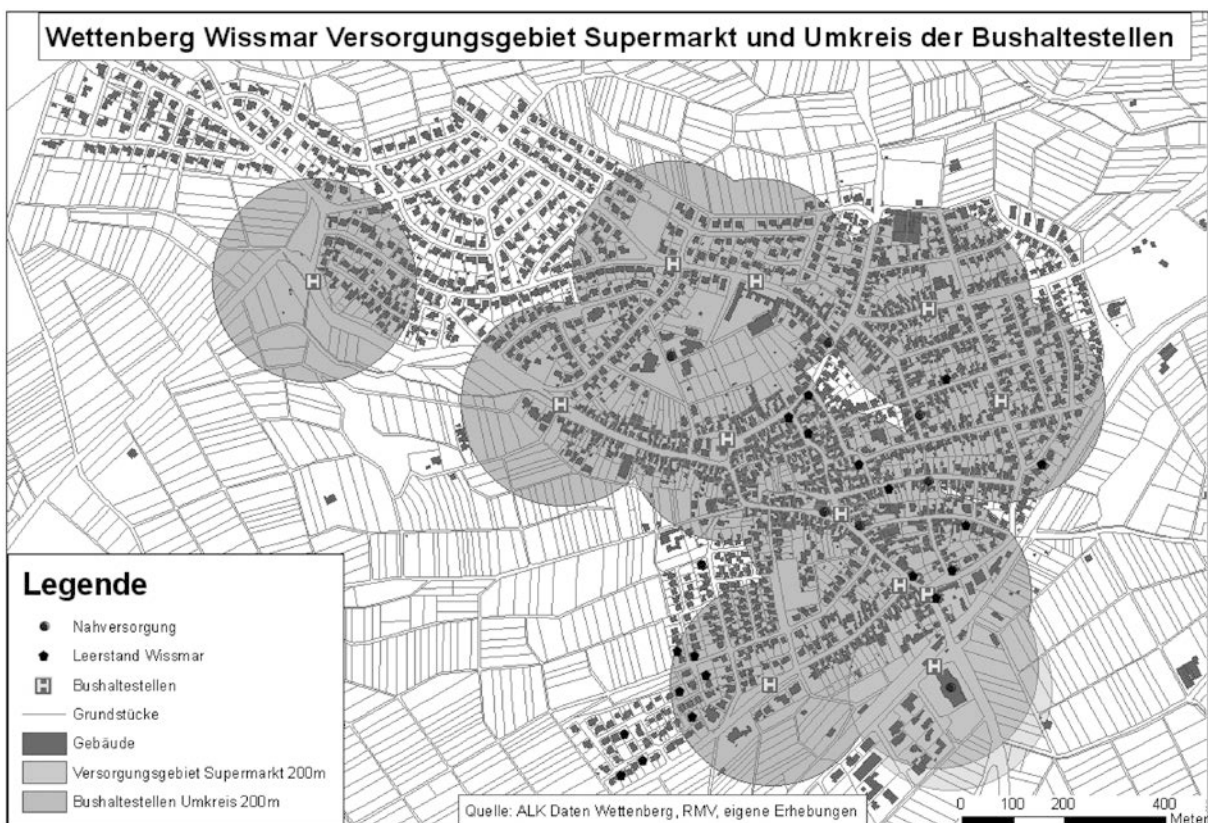 Wettenberg Wissmar Versorgungsgebiet Supermarkt und Umkreis der Bushaltestellen
H
H
H
H
H
H
H
H
H
H
H
H
Legende
Nahversorgung
Leerstand Wissmar
H Bushaltestellen
Grundstücke
Gebäude
Versorgungsgebiet Supermarkt 200m
Bushaltestellen Umkreis 200m
Quelle: ALK Daten Wettenberg, RMV, eigene Erhebungen
0 100 200 400
Meter